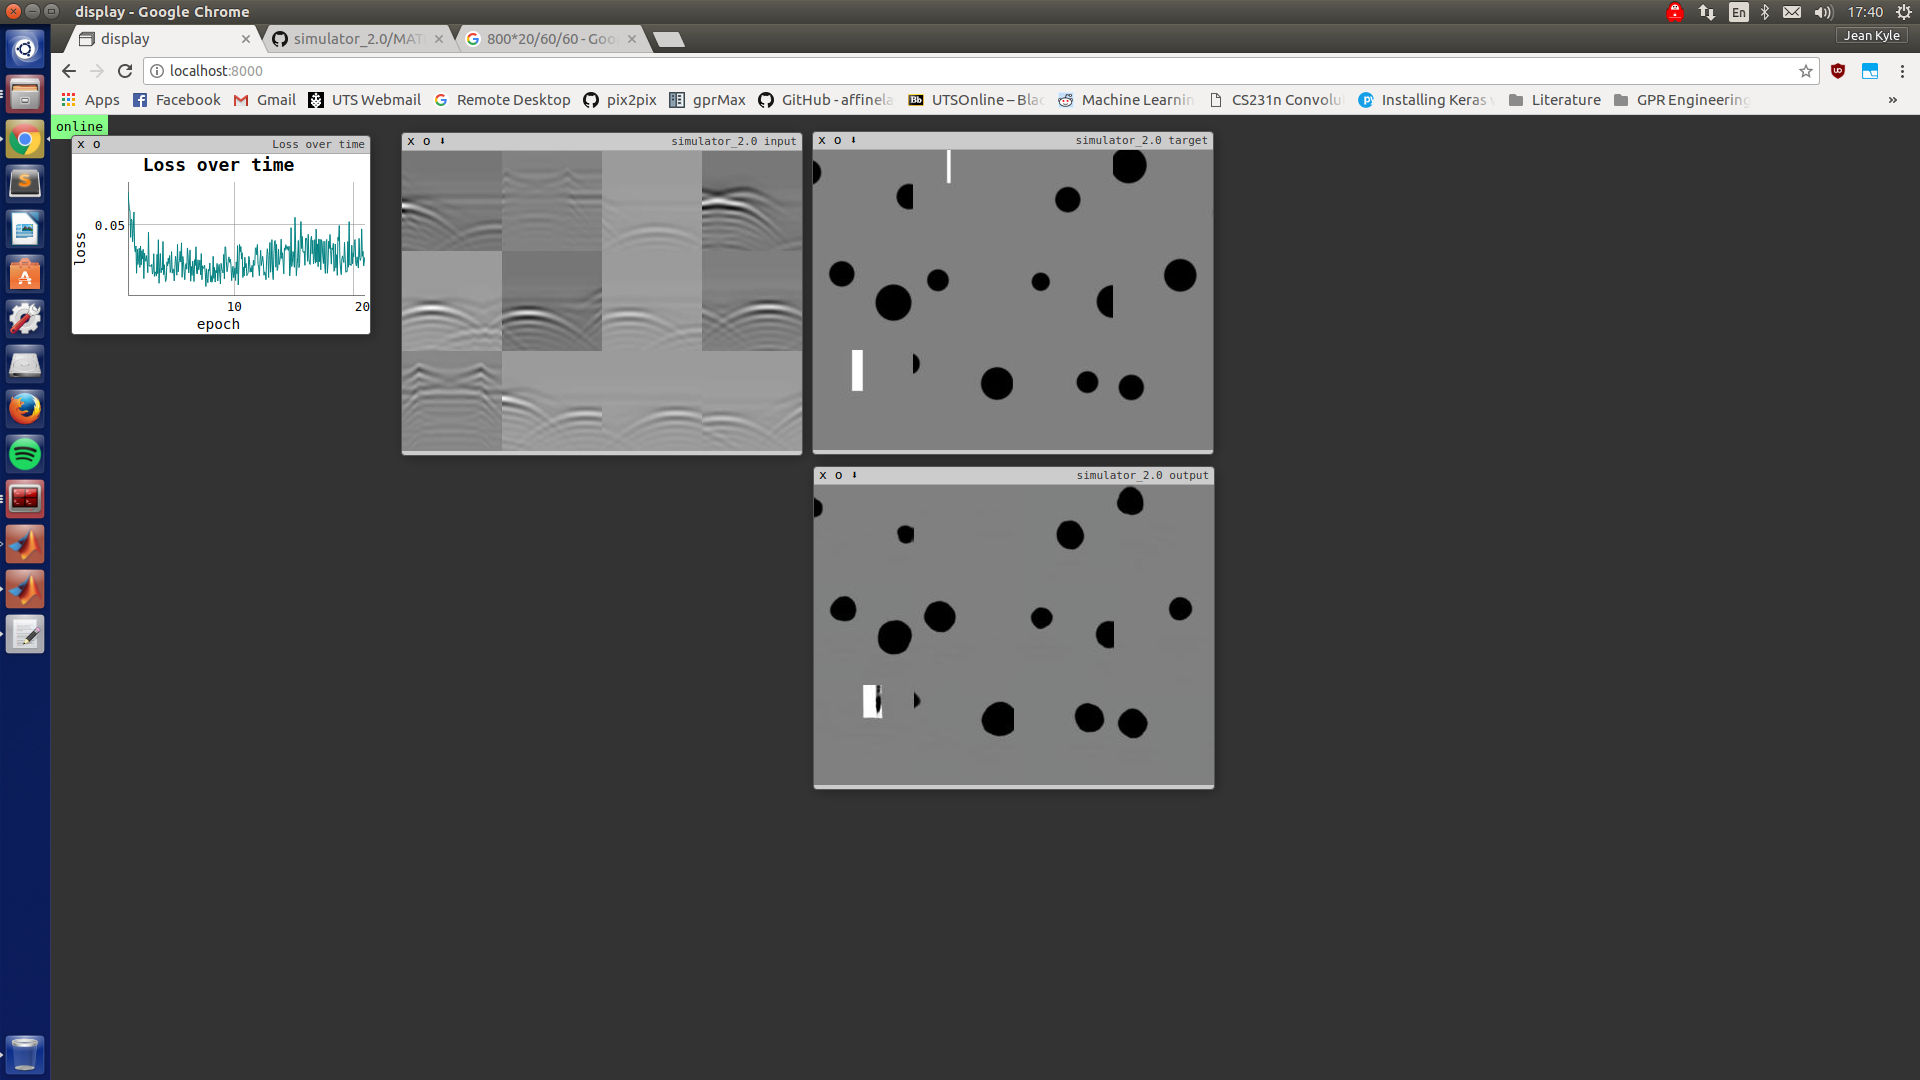 display - Google Chrome
En
17:40
display
simulator_2.0/MAT
800*20/60/60 - Goo
Jean Kyle
localhost:8000
Apps
Facebook
Gmail
UTS Webmail
Remote Desktop
pix2pix
gprMax
GitHub - affinela
UTSOnline – Blac
Machine Learnin
CS231n Convolu
Installing Keras
Literature
GPR Engineering
»
online
x o
Loss over time
Loss over time
0.05
loss
10
20
epoch
x o
simulator_2.0 input
x o
simulator_2.0 target
x o
simulator_2.0 output